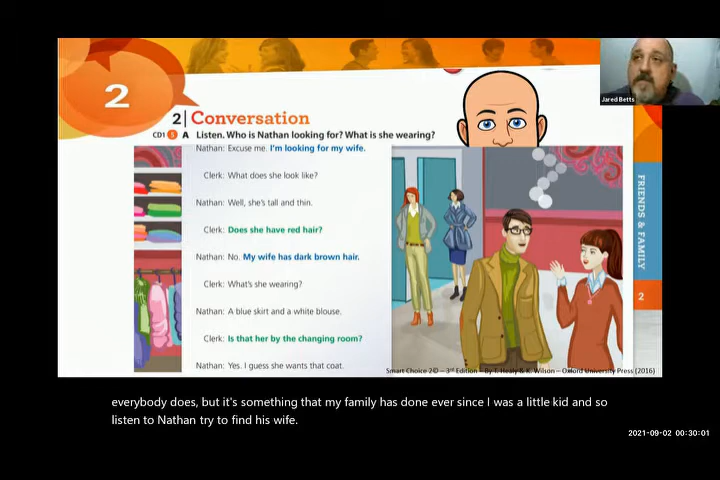 2
2 Conversation
CD1 5 A Listen. Who is Nathan looking for? What is she wearing?
Nathan: Excuse me. I'm looking for my wife.
Clerk: What does she look like?
Nathan: Well, she's tall and thin.
Clerk: Does she have red hair?
Nathan: No. My wife has dark brown hair.
Clerk: What's she wearing?
Nathan: A blue skirt and a white blouse.
Clerk: Is that her by the changing room?
Nathan: Yes. I guess she wants that coat.
Jared Betts
FRIENDS & FAMILY
2
Smart Choice 2© – 3rd Edition – By T. Healy & K. Wilson – Oxford University Press (2016)
everybody does, but it's something that my family has done ever since I was a little kid and so
listen to Nathan try to find his wife.
2021-09-02 00:30:01